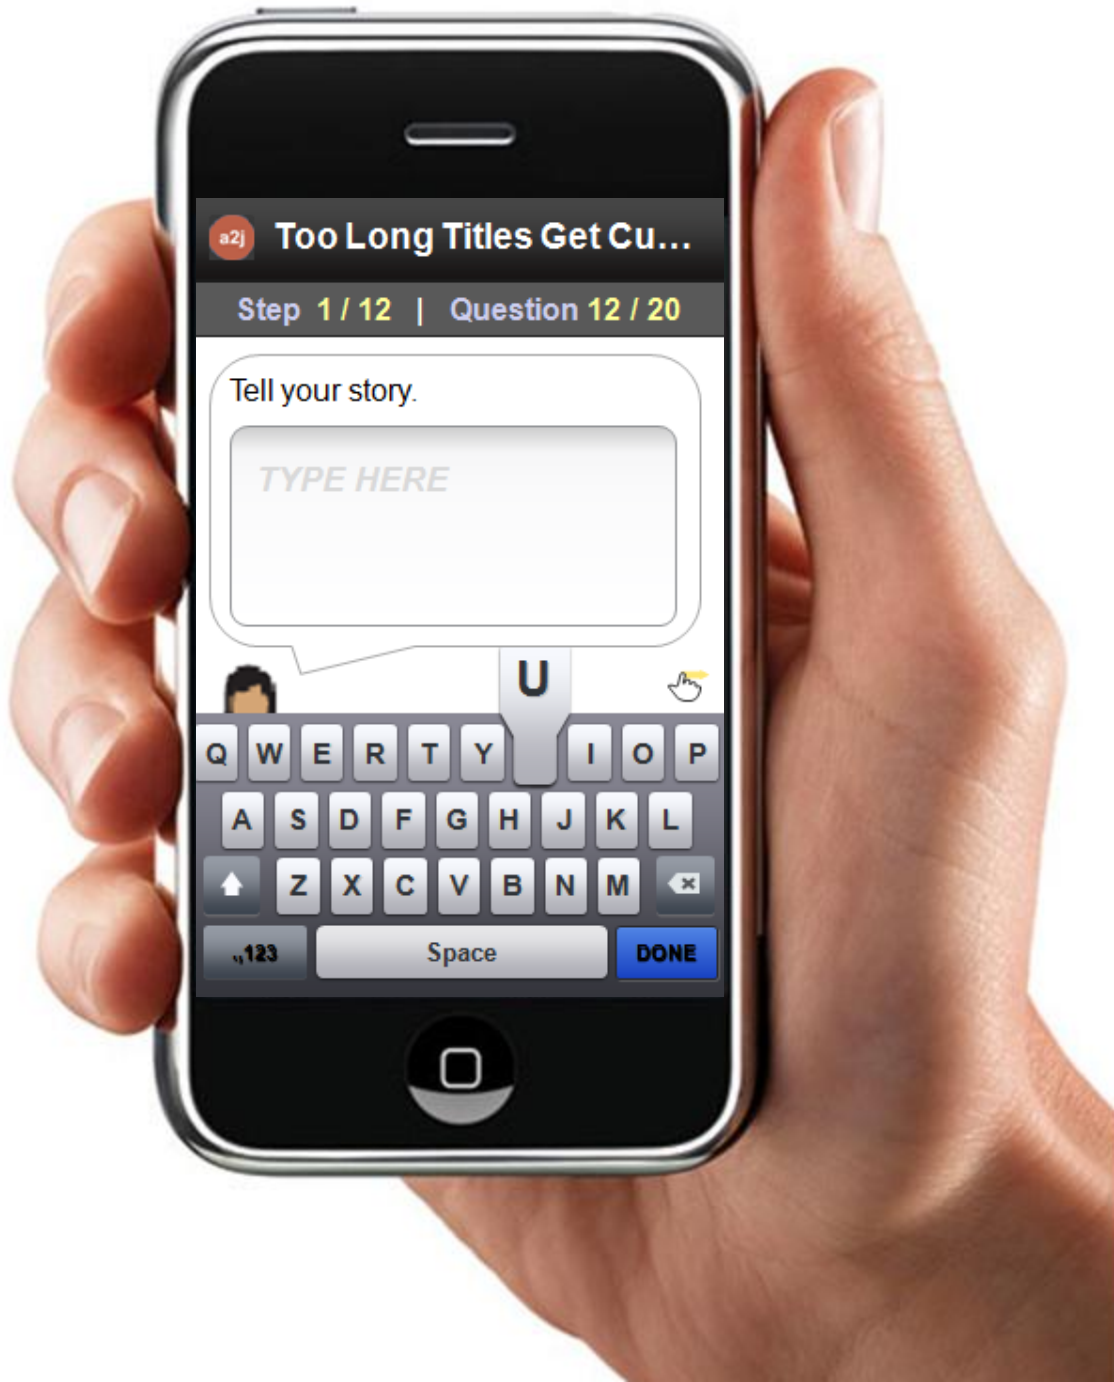 a2j Too Long Titles Get Cu...
Step 1 / 12 | Question 12 / 20
Tell your story.
TYPE HERE
U
Q W E R T Y I O P
A S D F G H J K L
Z X C V B N M
.,123 Space DONE